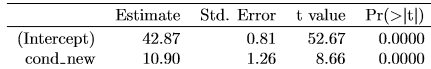 Estimate Std. Error t value Pr(>|t|)
(Intercept) 42.87 0.81 52.67 0.0000
cond_new 10.90 1.26 8.66 0.0000